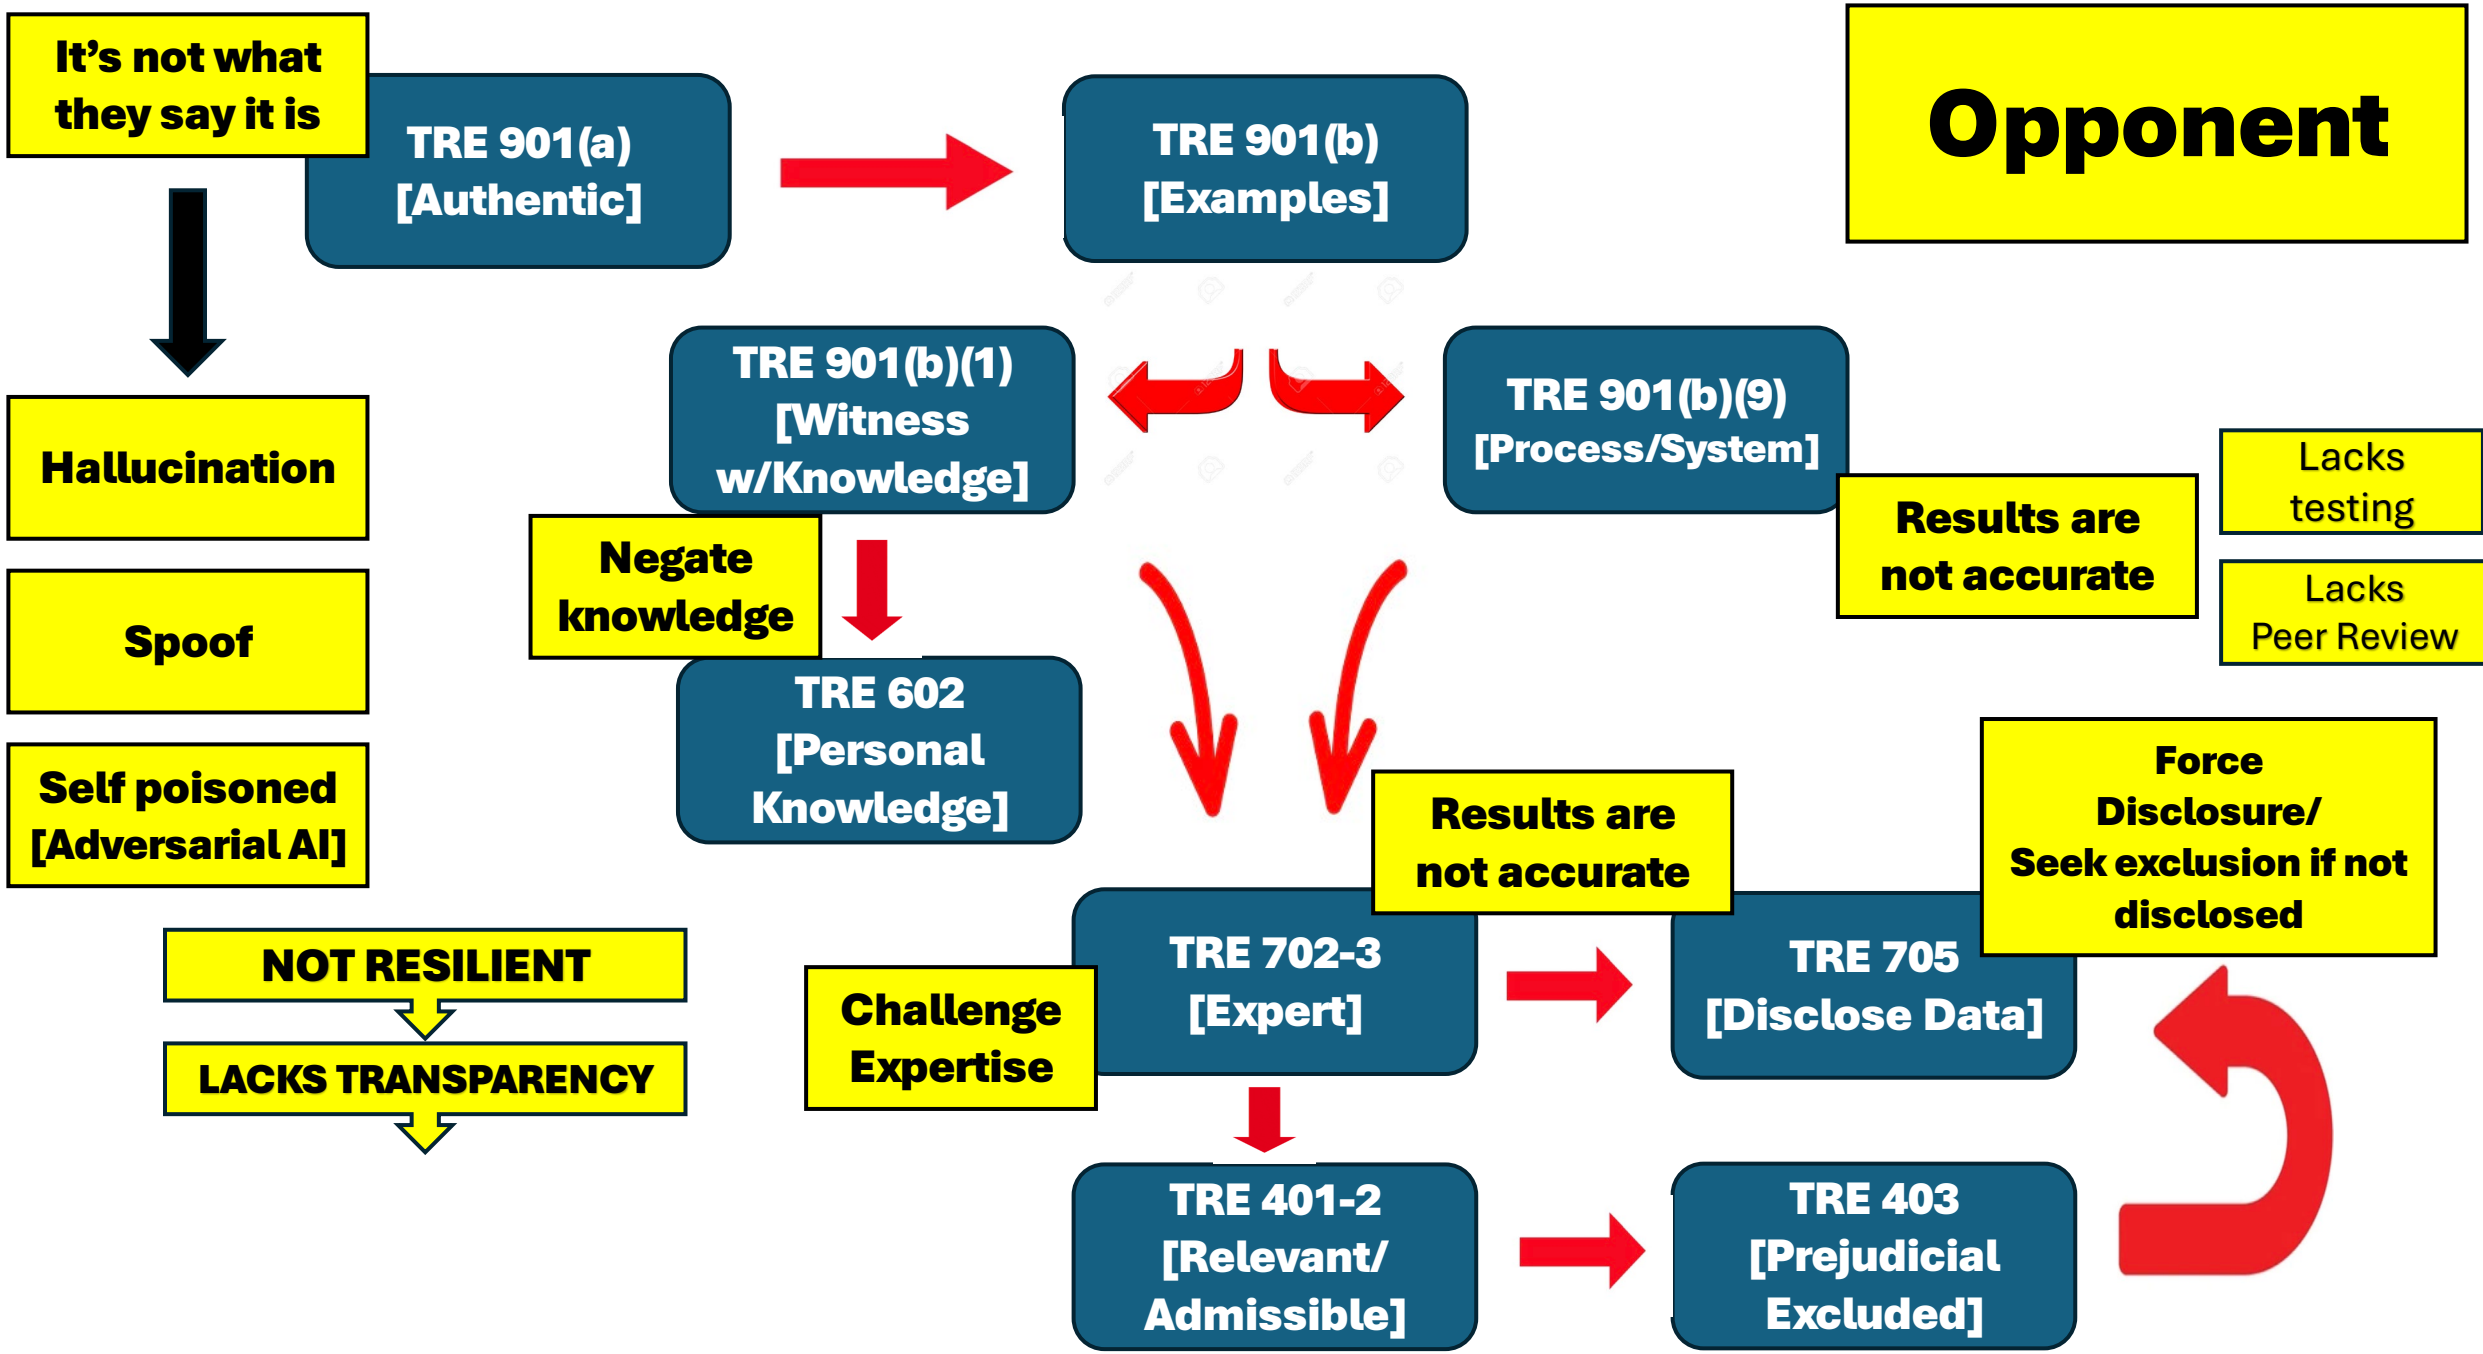 It's not what
they say it is
TRE 901(a)
[Authentic]
TRE 901(b)
[Examples]
Opponent
TRE 901(b)(1)
[Witness
w/Knowledge]
TRE 901(b)(9)
[Process/System]
Lacks
testing
Results are
not accurate
Lacks
Peer Review
Hallucination
Negate
knowledge
Spoof
TRE 602
[Personal
Knowledge]
Self poisoned
[Adversarial AI]
Results are
not accurate
Force
Disclosure/
Seek exclusion if not
disclosed
NOT RESILIENT
LACKS TRANSPARENCY
Challenge
Expertise
TRE 702-3
[Expert]
TRE 705
[Disclose Data]
TRE 401-2
[Relevant/
Admissible]
TRE 403
[Prejudicial
Excluded]